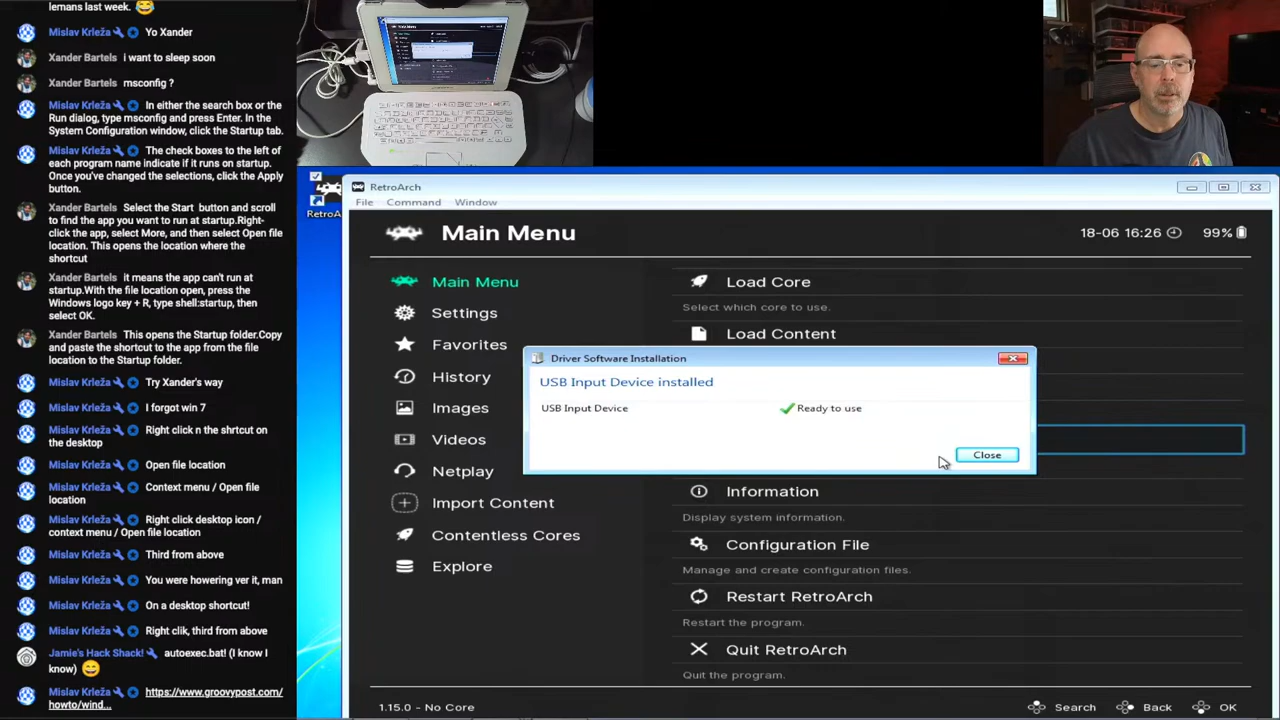 lemans last week. 😂
Mislav Krleža Yo Xander
Xander Bartels i want to sleep soon
Xander Bartels msconfig ?
Mislav Krleža In either the search box or the
Run dialog, type msconfig and press Enter. In the
System Configuration window, click the Startup tab.
Mislav Krleža The check boxes to the left of
each program name indicate if it runs on startup.
Once you've changed the selections, click the Apply
button.
Xander Bartels Select the Start button and scroll
to find the app you want to run at startup.Right-
click the app, select More, and then select Open file
location. This opens the location where the
shortcut
Xander Bartels it means the app can't run at
startup.With the file location open, press the
Windows logo key + R, type shell:startup, then
select OK.
Xander Bartels This opens the Startup folder.Copy
and paste the shortcut to the app from the file
location to the Startup folder.
Mislav Krleža Try Xander's way
Mislav Krleža I forgot win 7
Mislav Krleža Right click n the shrtcut on
the desktop
Mislav Krleža Open file location
Mislav Krleža Context menu / Open file
location
Mislav Krleža Right click desktop icon /
context menu / Open file location
Mislav Krleža Third from above
Mislav Krleža You were howering ver it, man
Mislav Krleža On a desktop shortcut!
Mislav Krleža Right clik, third from above
Jamie's Hack Shack! autoexec.bat! (I know I
know) 😄
Mislav Krleža https://www.groovypost.com/
howto/wind...
RetroA
RetroArch
File Command Window
Main Menu
18-06 16:26 99%
Main Menu
Settings
Favorites
History
Images
Videos
Netplay
Import Content
Contentless Cores
Explore
Load Core
Select which core to use.
Load Content
Driver Software Installation
USB Input Device installed
USB Input Device Ready to use
Close
Information
Display system information.
Configuration File
Manage and create configuration files.
Restart RetroArch
Restart the program.
Quit RetroArch
Quit the program.
1.15.0 - No Core
Search Back OK